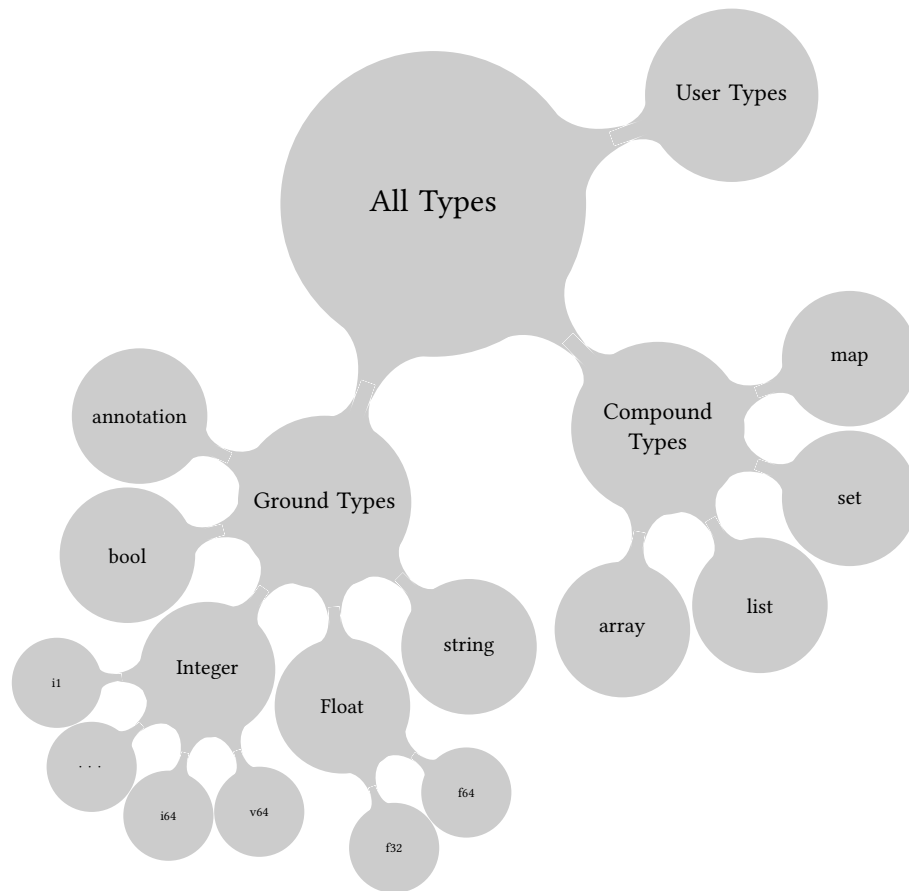 User Types
All Types
map
Compound
Types
annotation
Ground Types
set
bool
list
array
string
Integer
i1
Float
. . .
f64
i64
v64
f32